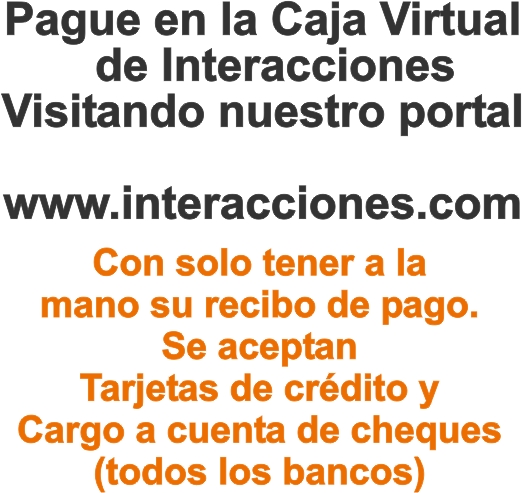 Pague en la Caja Virtual
de Interacciones
Visitando nuestro portal
www.interacciones.com
Con solo tener a la
mano su recibo de pago.
Se aceptan
Tarjetas de crédito y
Cargo a cuenta de cheques
(todos los bancos)